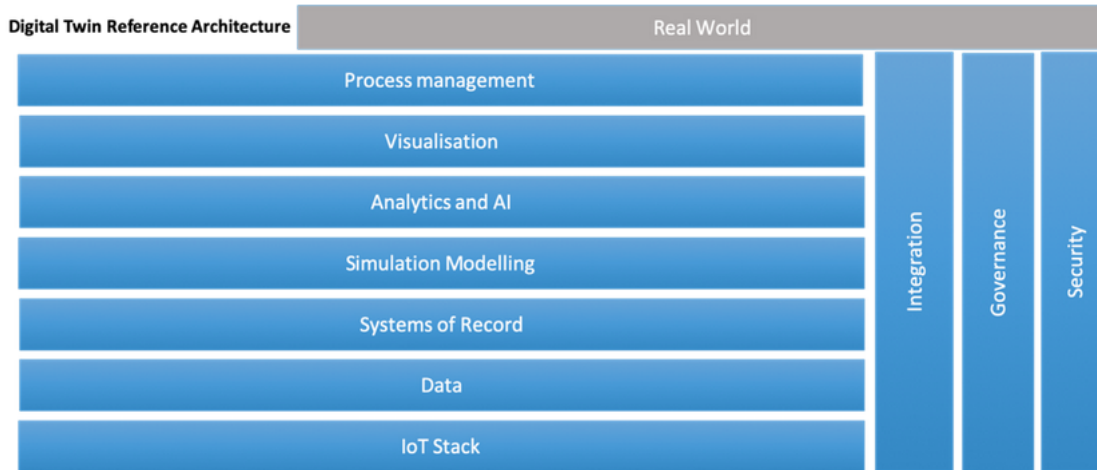 Digital Twin Reference Architecture
Real World
Process management
Visualisation
Analytics and AI
Simulation Modelling
Systems of Record
Data
IoT Stack
Integration
Governance
Security